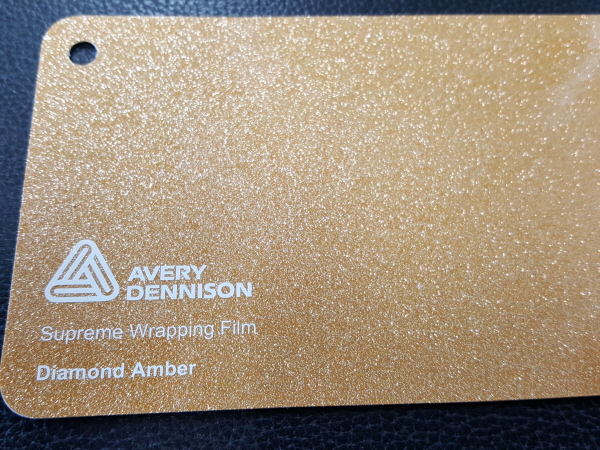 AVERY
DENNISON
Supreme Wrapping Film
Diamond Amber